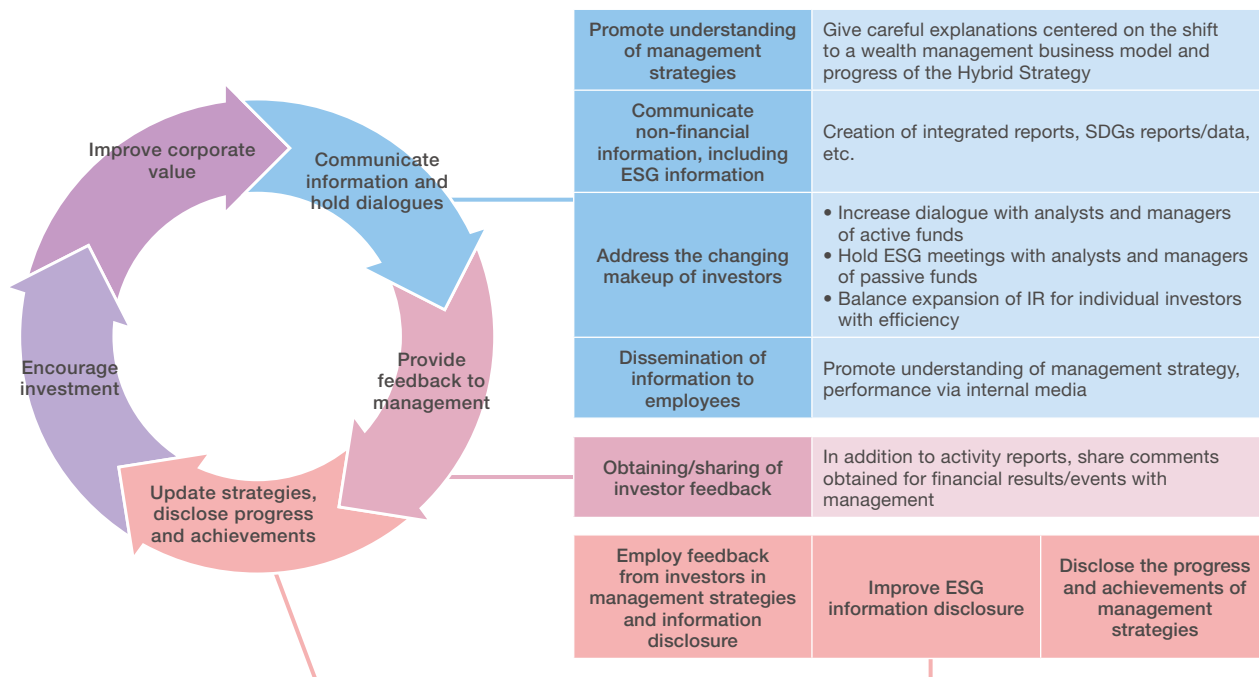 Improve corporate
value
Communicate
information and
hold dialogues
Provide
feedback to
management
Update strategies,
disclose progress
and achievements
Encourage
investment
Promote understanding
of management
strategies
Give careful explanations centered on the shift
to a wealth management business model and
progress of the Hybrid Strategy
Communicate
non-financial
information, including
ESG information
Creation of integrated reports, SDGs reports/data,
etc.
Address the changing
makeup of investors
• Increase dialogue with analysts and managers
of active funds
• Hold ESG meetings with analysts and managers
of passive funds
• Balance expansion of IR for individual investors
with efficiency
Dissemination of
information to
employees
Promote understanding of management strategy,
performance via internal media
Obtaining/sharing of
investor feedback
In addition to activity reports, share comments
obtained for financial results/events with
management
Employ feedback
from investors in
management strategies
and information
disclosure
Improve ESG
information disclosure
Disclose the progress
and achievements of
management
strategies